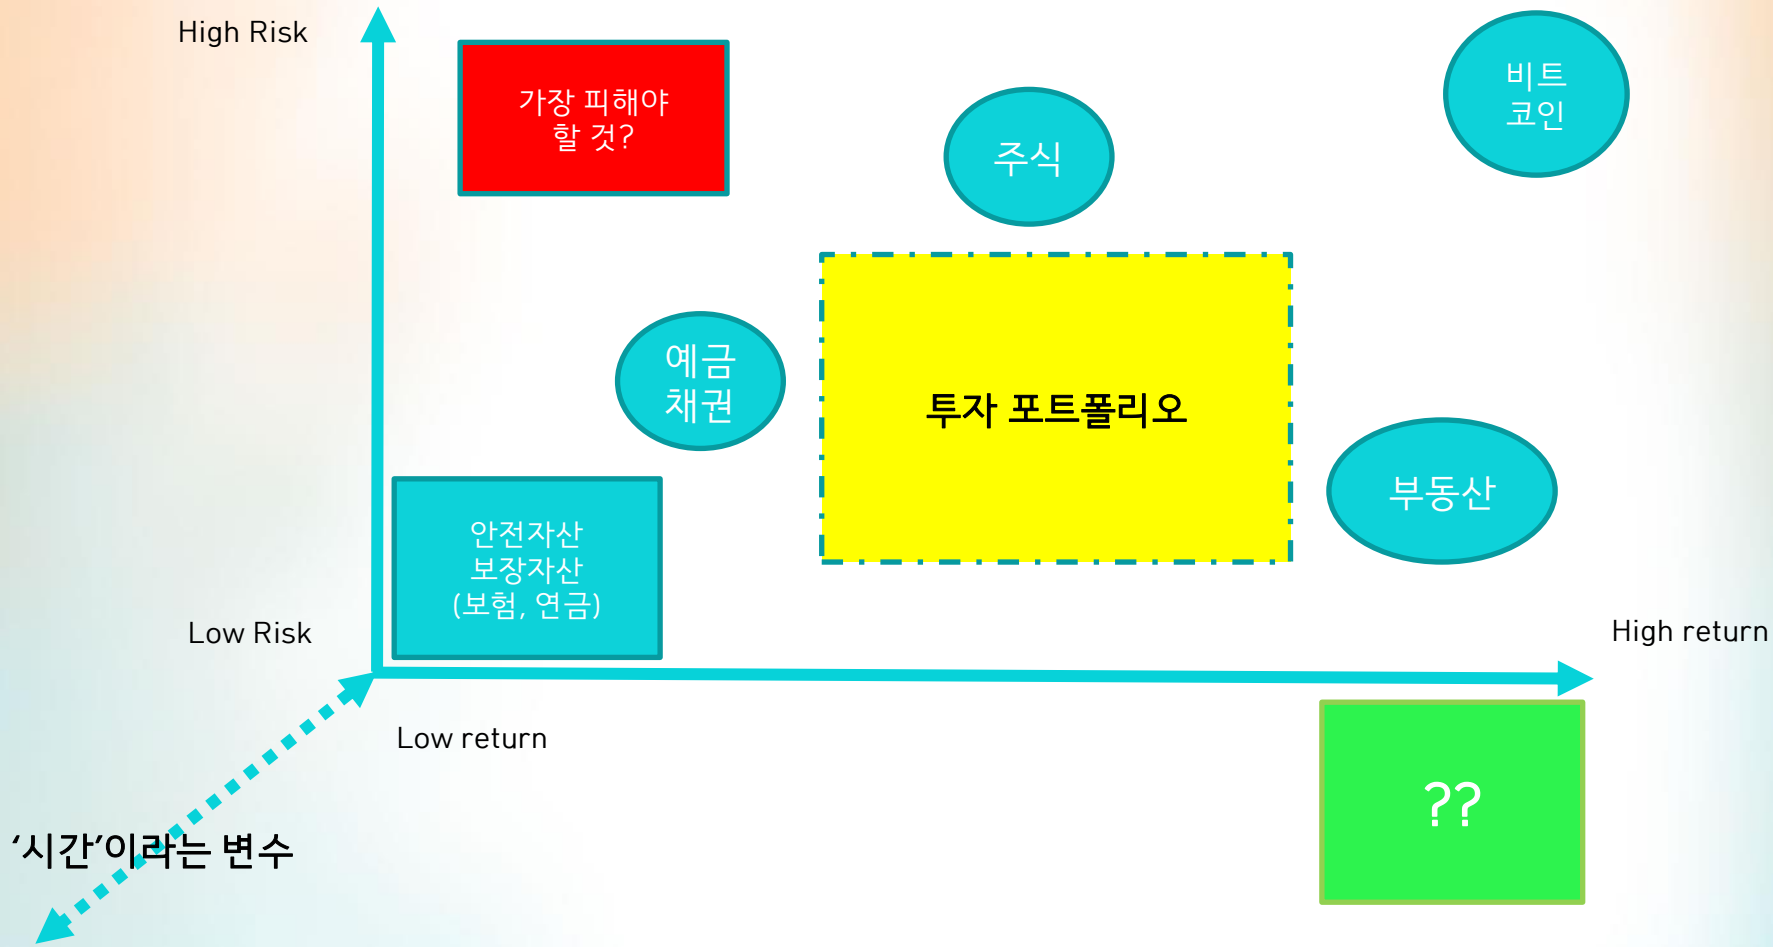 High Risk
가장 피해야
할 것?
비트
코인
주식
예금
채권
투자 포트폴리오
부동산
안전자산
보장자산
(보험, 연금)
Low Risk
High return
Low return
??
‘시간’이라는 변수